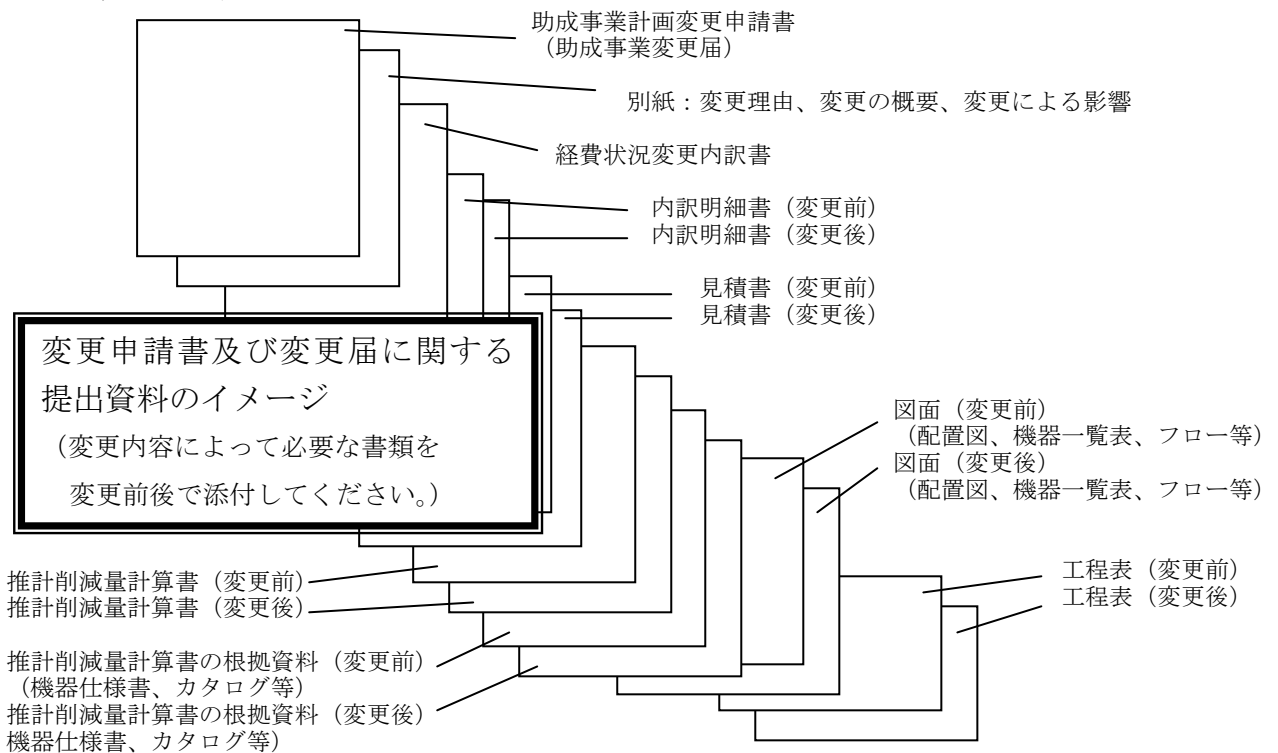 助成事業計画変更申請書
（助成事業変更届）
別紙：変更理由、変更の概要、変更による影響
経費状況変更内訳書
内訳明細書（変更前）
内訳明細書（変更後）
見積書（変更前）
見積書（変更後）
変更申請書及び変更届に関する
提出資料のイメージ
（変更内容によって必要な書類を
変更前後で添付してください。）
図面（変更前）
（配置図、機器一覧表、フロー等）
図面（変更後）
（配置図、機器一覧表、フロー等）
工程表（変更前）
工程表（変更後）
推計削減量計算書（変更前）
推計削減量計算書（変更後）
推計削減量計算書の根拠資料（変更前）
（機器仕様書、カタログ等）
推計削減量計算書の根拠資料（変更後）
機器仕様書、カタログ等）